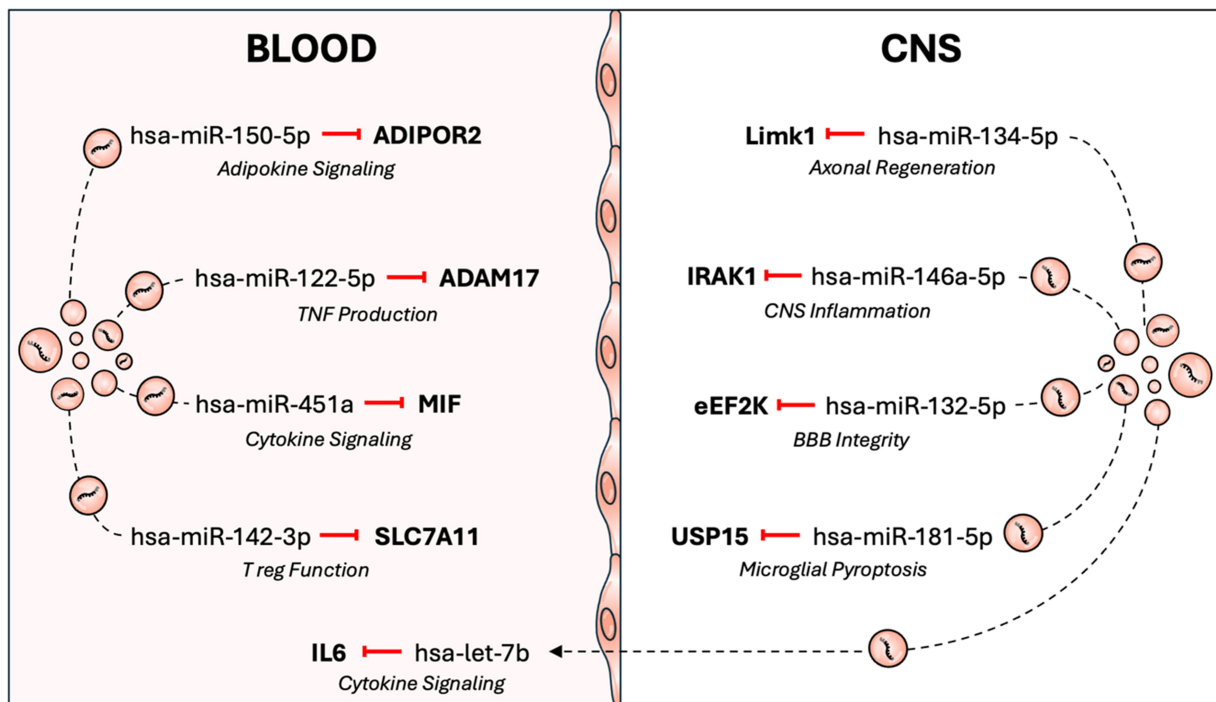 BLOOD
hsa-miR-150-5p ADIPOR2
Adipokine Signaling
hsa-miR-122-5p ADAM17
TNF Production
hsa-miR-451a MIF
Cytokine Signaling
hsa-miR-142-3p SLC7A11
T reg Function
IL6 hsa-let-7b
Cytokine Signaling
CNS
Limk1 hsa-miR-134-5p
Axonal Regeneration
IRAK1 hsa-miR-146a-5p
CNS Inflammation
eEF2K hsa-miR-132-5p
BBB Integrity
USP15 hsa-miR-181-5p
Microglial Pyroptosis